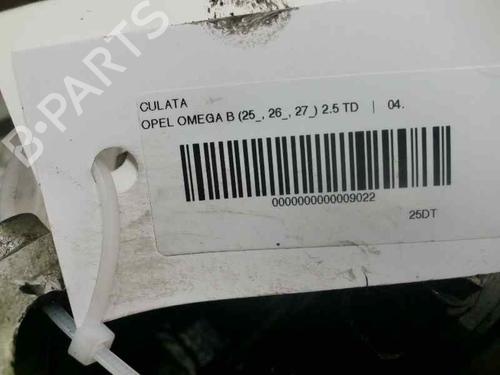 B-PARTS
CULATA
OPEL OMEGA B (25_, 26_, 27_) 2.5 TD | 04.
0000000000009022
25DT